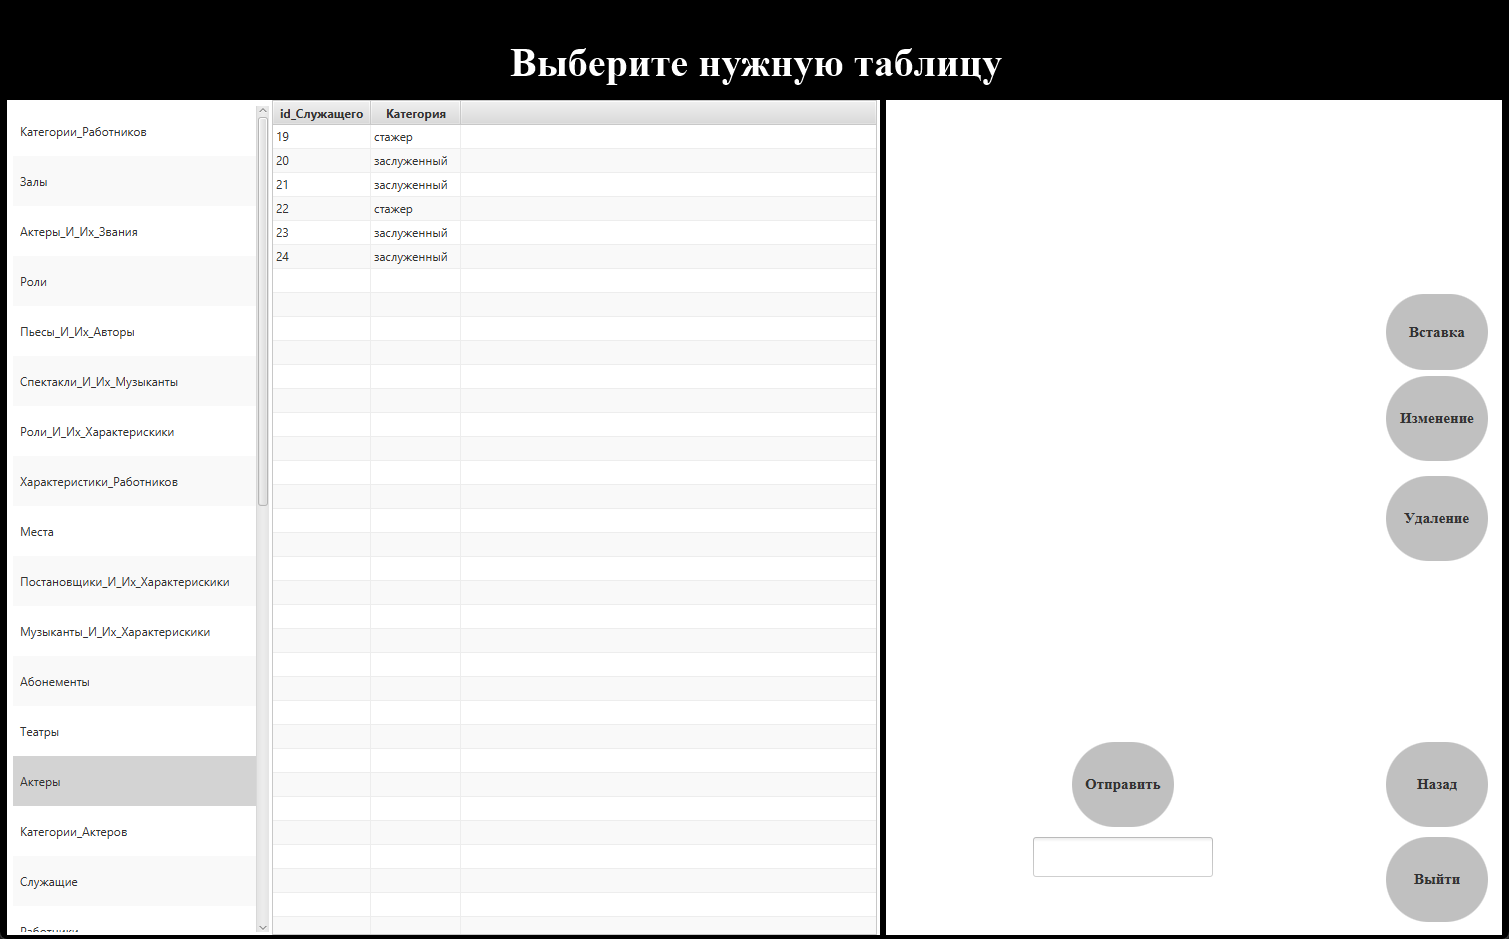 Выберите нужную таблицу
Категории_Работников
Залы
Актеры_И_Их_Звания
Роли
Пьесы_И_Их_Авторы
Спектакли_И_Их_Музыканты
Роли_И_Их_Характерискики
Характеристики_Работников
Места
Постановщики_И_Их_Характерискики
Музыканты_И_Их_Характерискики
Абонементы
Театры
Актеры
Категории_Актеров
Служащие
Работники
id_Служащего Категория
19 стажер
20 заслуженный
21 заслуженный
22 стажер
23 заслуженный
24 заслуженный
Вставка
Изменение
Удаление
Отправить
Назад
Выйти